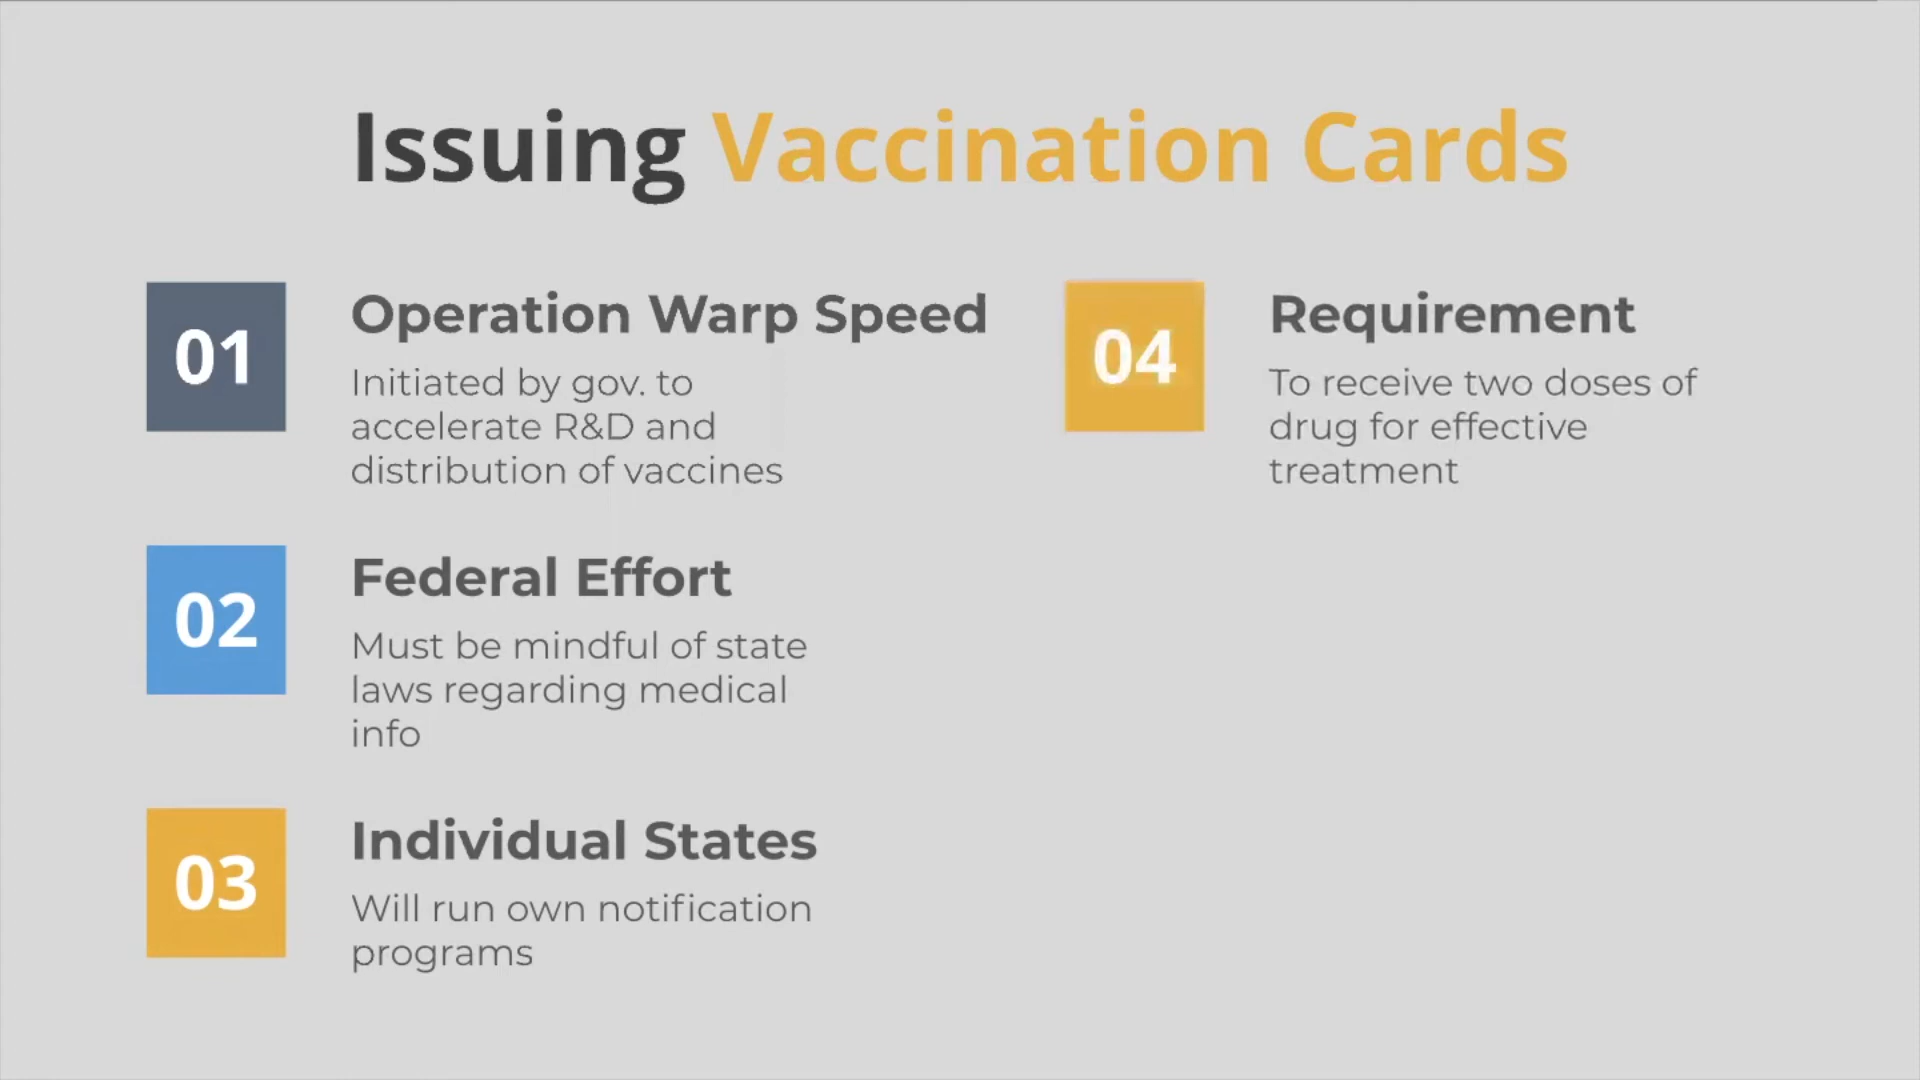 Issuing Vaccination Cards
01
Operation Warp Speed
Initiated by gov. to
accelerate R&D and
distribution of vaccines
02
Federal Effort
Must be mindful of state
laws regarding medical
info
03
Individual States
Will run own notification
programs
04
Requirement
To receive two doses of
drug for effective
treatment